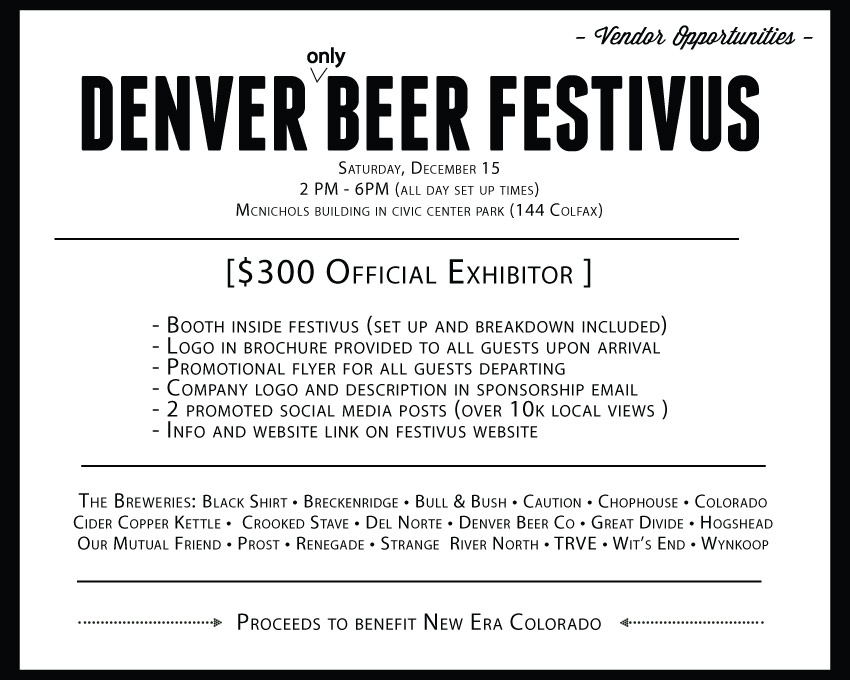 - Vendor Opportunities -
only
DENVER BEER FESTIVUS
Saturday, December 15
2 PM - 6PM (all day set up times)
Mcnichols building in civic center park (144 Colfax)
[$300 Official Exhibitor ]
- Booth inside festivus (set up and breakdown included)
- Logo in brochure provided to all guests upon arrival
- Promotional flyer for all guests departing
- Company logo and description in sponsorship email
- 2 promoted social media posts (over 10k local views )
- Info and website link on festivus website
The Breweries: Black Shirt • Breckenridge • Bull & Bush • Caution • Chophouse • Colorado
Cider Copper Kettle • Crooked Stave • Del Norte • Denver Beer Co • Great Divide • Hogshead
Our Mutual Friend • Prost • Renegade • Strange River North • TRVE • Wit's End • Wynkoop
Proceeds to benefit New Era Colorado